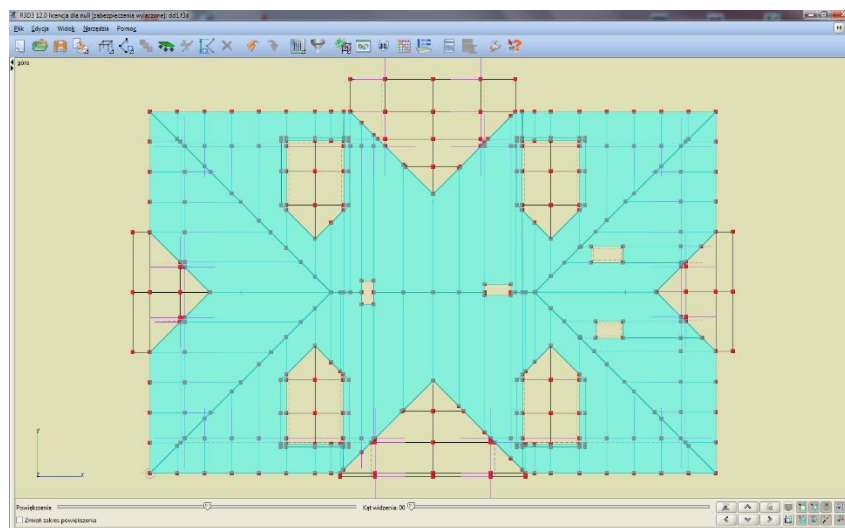 R3D3 12.0 licencja dla null [zabezpieczenia wyłączone]: dd1.r3d
Plik Edycja Widok Narzędzia Pomoc
H
góra
y
z x
Powiększenie Kąt widzenia: 00
Zmień zakres powiększenia